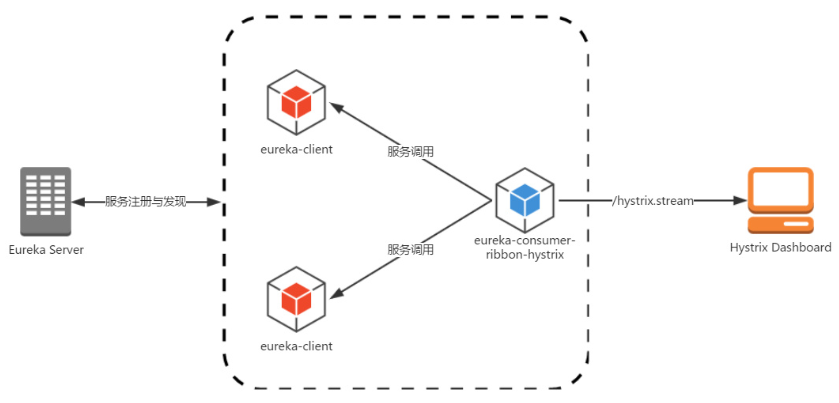 eureka-client
服务调用
服务注册与发现
/hystrix.stream
Eureka Server
eureka-consumer-
ribbon-hystrix
Hystrix Dashboard
服务调用
eureka-client